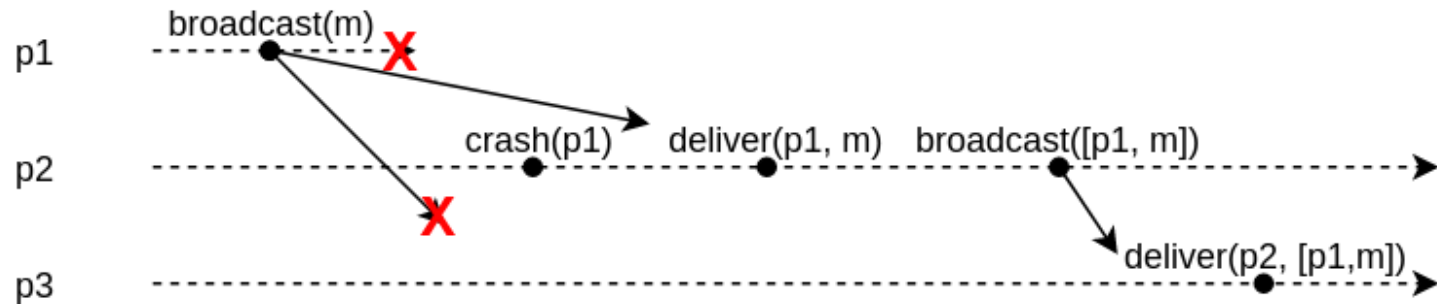 broadcast(m)
p1
X
crash(p1) deliver(p1, m) broadcast([p1, m])
p2
X
deliver(p2, [p1,m])
p3